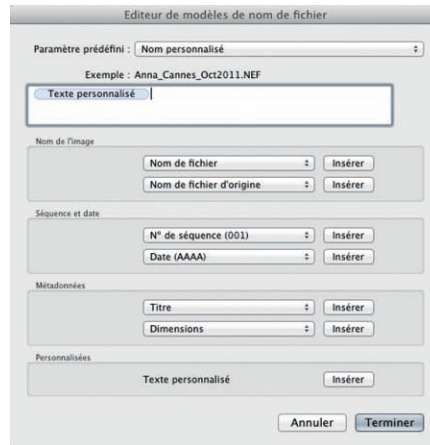 Editeur de modèles de nom de fichier
Paramètre prédéfini : Nom personnalisé
Exemple : Anna_Cannes_Oct2011.NEF
Texte personnalisé
Nom de l'image
Nom de fichier Insérer
Nom de fichier d'origine Insérer
Séquence et date
N° de séquence (001) Insérer
Date (AAAA) Insérer
Métadonnées
Titre Insérer
Dimensions Insérer
Personnalisées
Texte personnalisé Insérer
Annuler Terminer